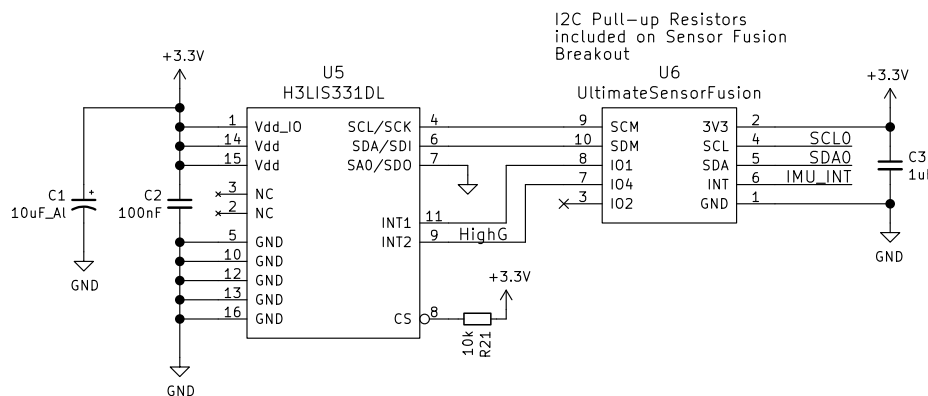 I2C Pull-up Resistors
included on Sensor Fusion
Breakout
+3.3V
U5
H3LIS331DL
U6
UltimateSensorFusion
+3.3V
1 Vdd_IO
14 Vdd
15 Vdd
3 NC
2 NC
5 GND
10 GND
12 GND
13 GND
16 GND
SCL/SCK 4
SDA/SDI 6
SA0/SDO 7
INT1 11
INT2 9
CS 8
HighG
9 SCM
10 SDM
8 IO1
7 IO4
3 IO2
3V3 2
SCL 4 SCL0
SDA 5 SDA0
INT 6 IMU_INT
GND 1
C1
10uF_Al
+
C2
100nF
C3
1u
GND
GND
GND
+3.3V
10k
R21